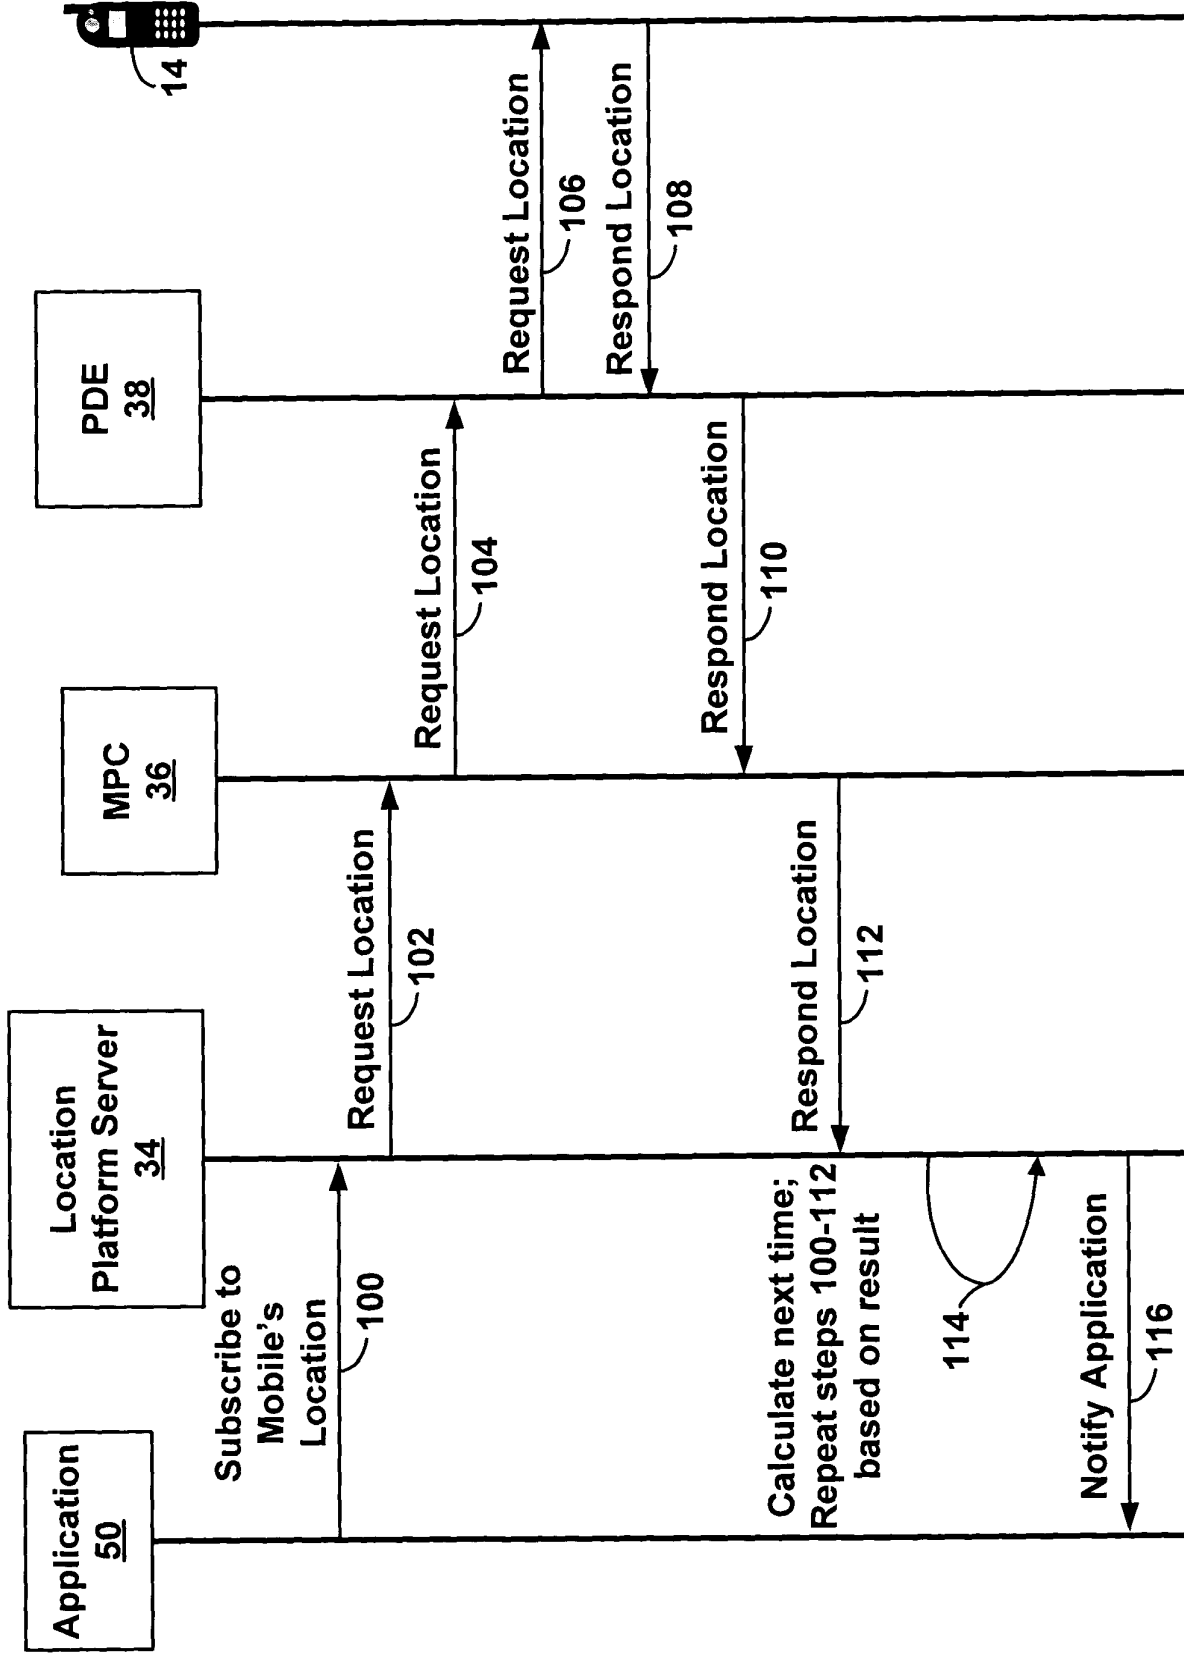 Application
50
Location
Platform Server
34
MPC
36
PDE
38
14
Subscribe to
Mobile's
Location
100
Request Location
102
Request Location
104
Request Location
106
Respond Location
108
Respond Location
110
Respond Location
112
Calculate next time;
Repeat steps 100-112
based on result
114
Notify Application
116